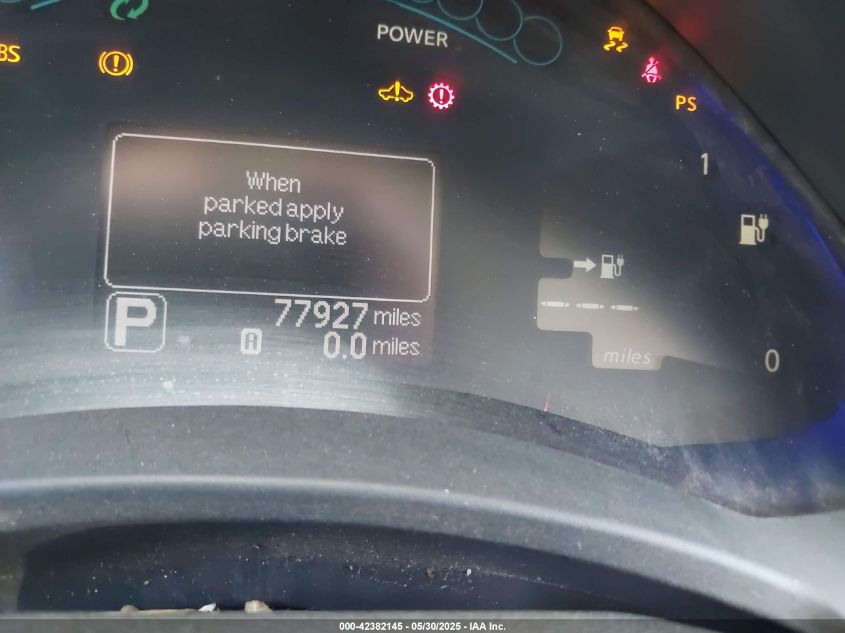 POWER
BS
PS
1
When
parked apply
parking brake
P
77927 miles
A 0.0 miles
---
miles
0
000-42382145 - 05/30/2025 - IAA Inc.